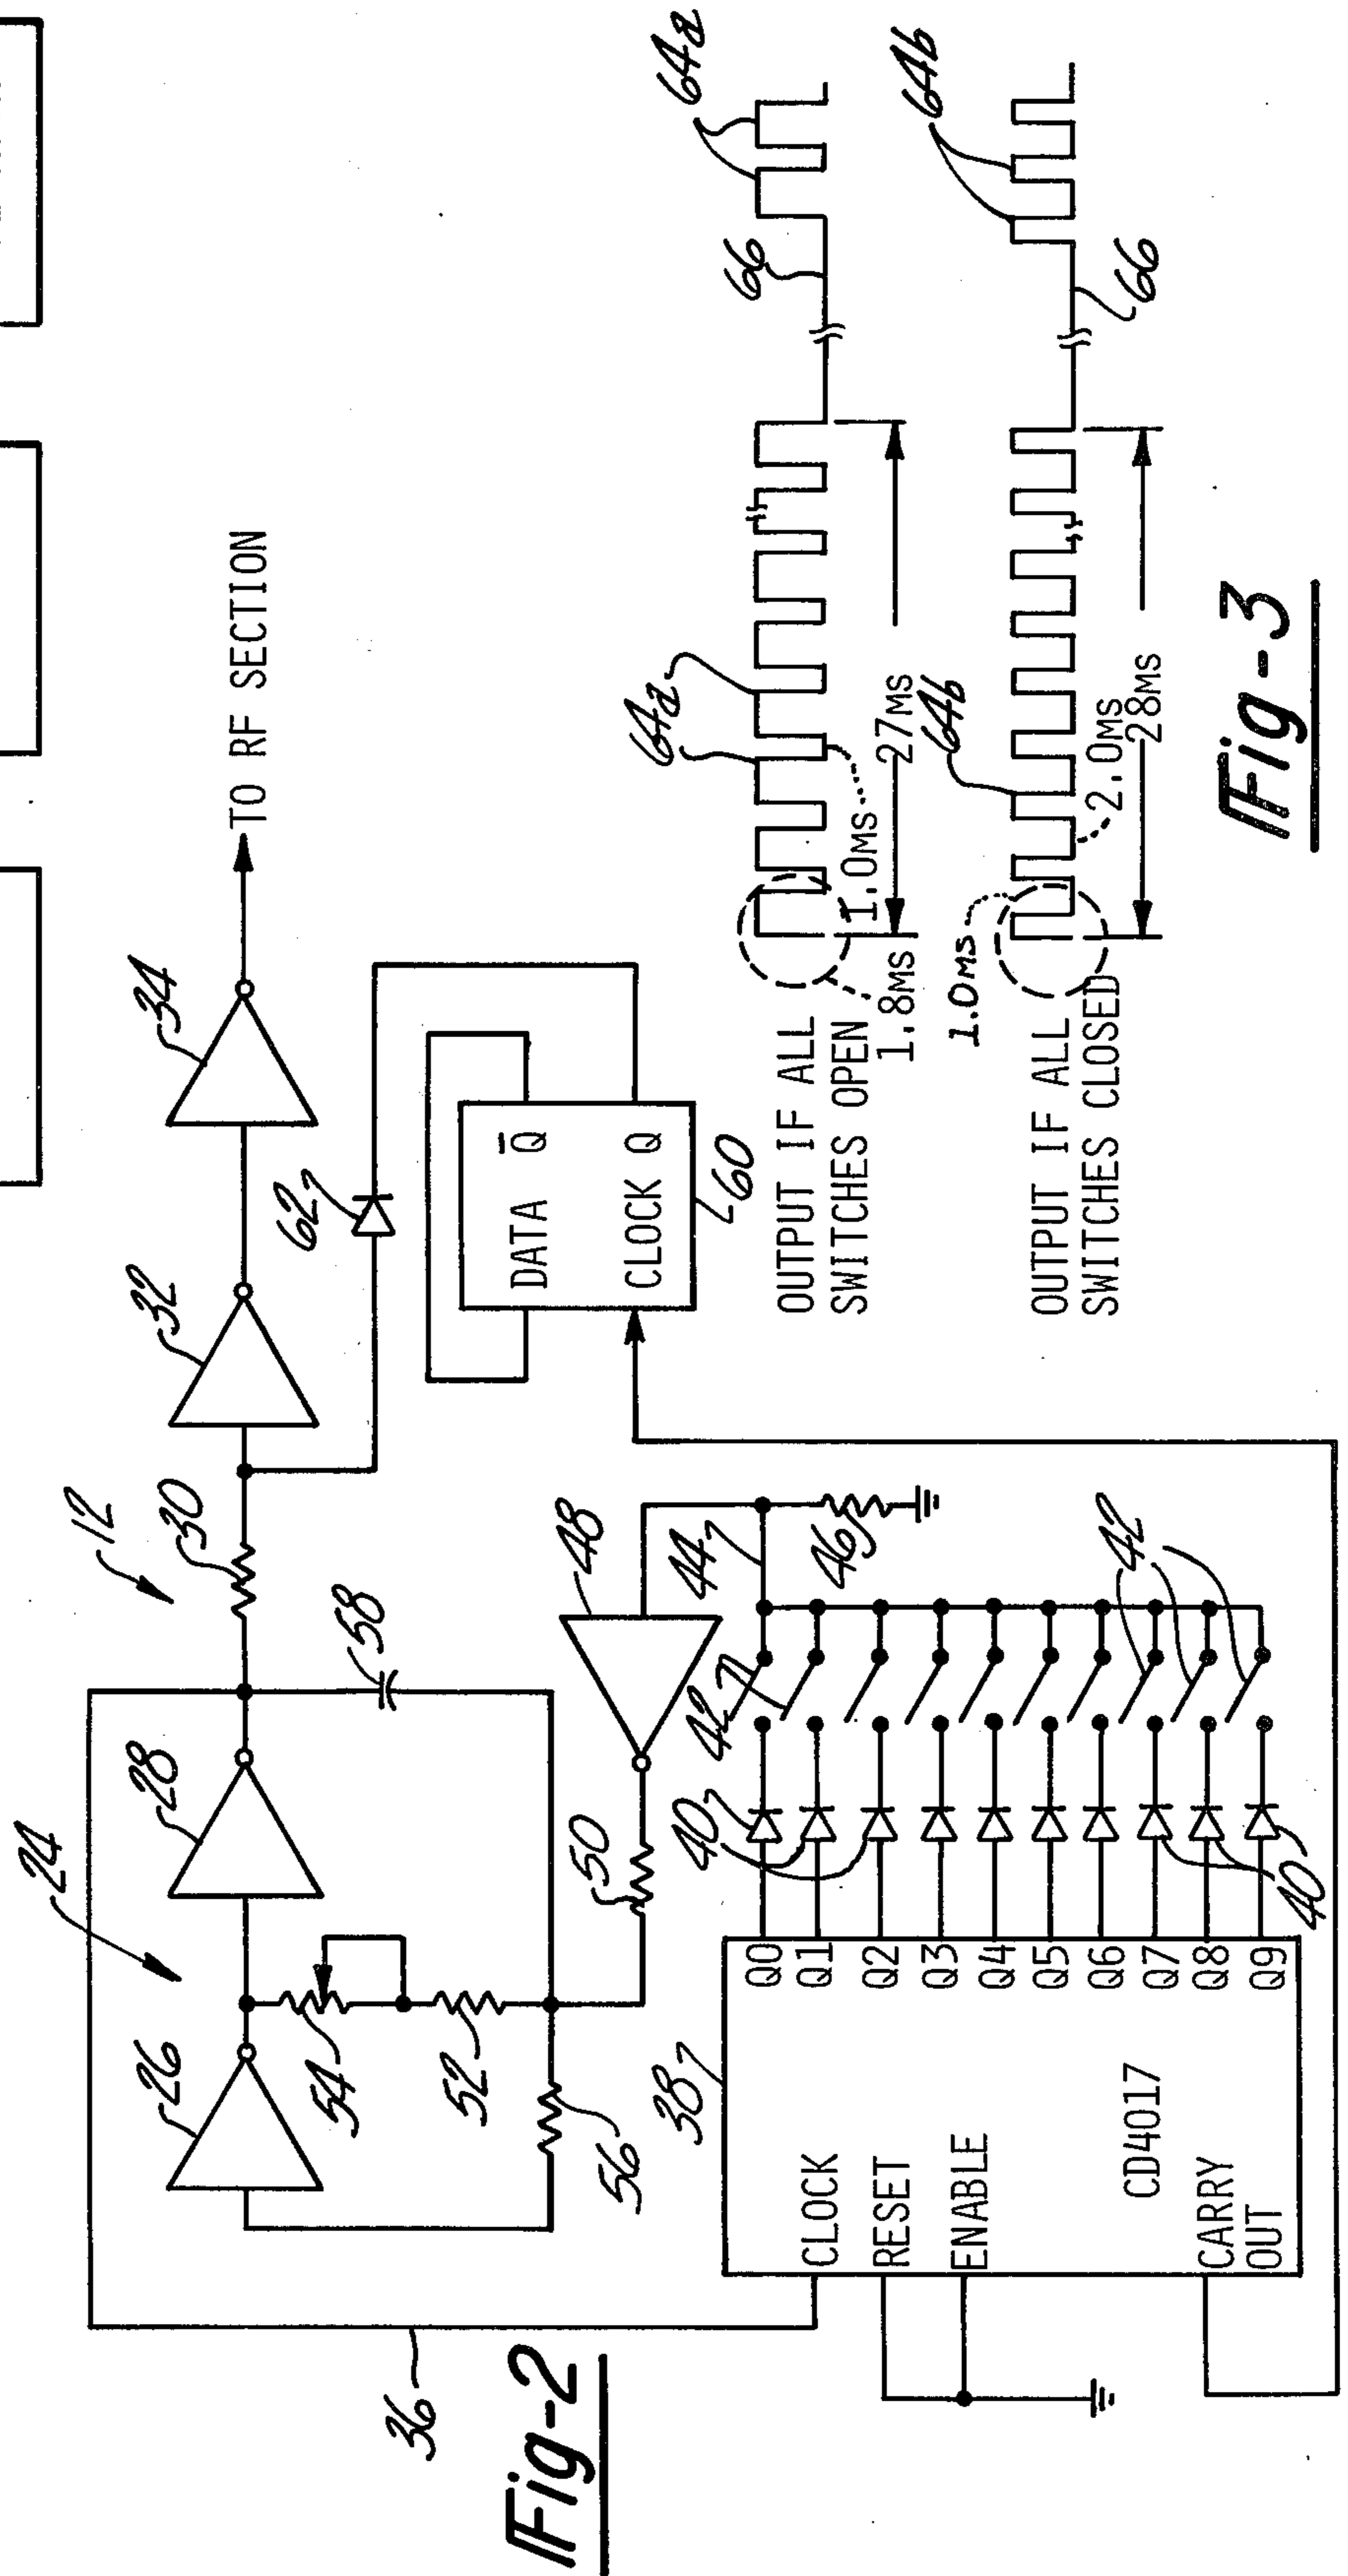 24
12
26
28
30
32
34
TO RF SECTION
54
52
58
62
56
50
48
36
DATA Q̄
CLOCK Q
60
38
CLOCK
RESET
ENABLE
CD4017
CARRY
OUT
Q0
Q1
Q2
Q3
Q4
Q5
Q6
Q7
Q8
Q9
40
40
42
42
44
46
Fig-2
OUTPUT IF ALL
SWITCHES OPEN
1.8MS
1.0MS
27MS
64a
66
64a
OUTPUT IF ALL
SWITCHES CLOSED
1.0MS
2.0MS
28MS
64b
66
64b
Fig-3